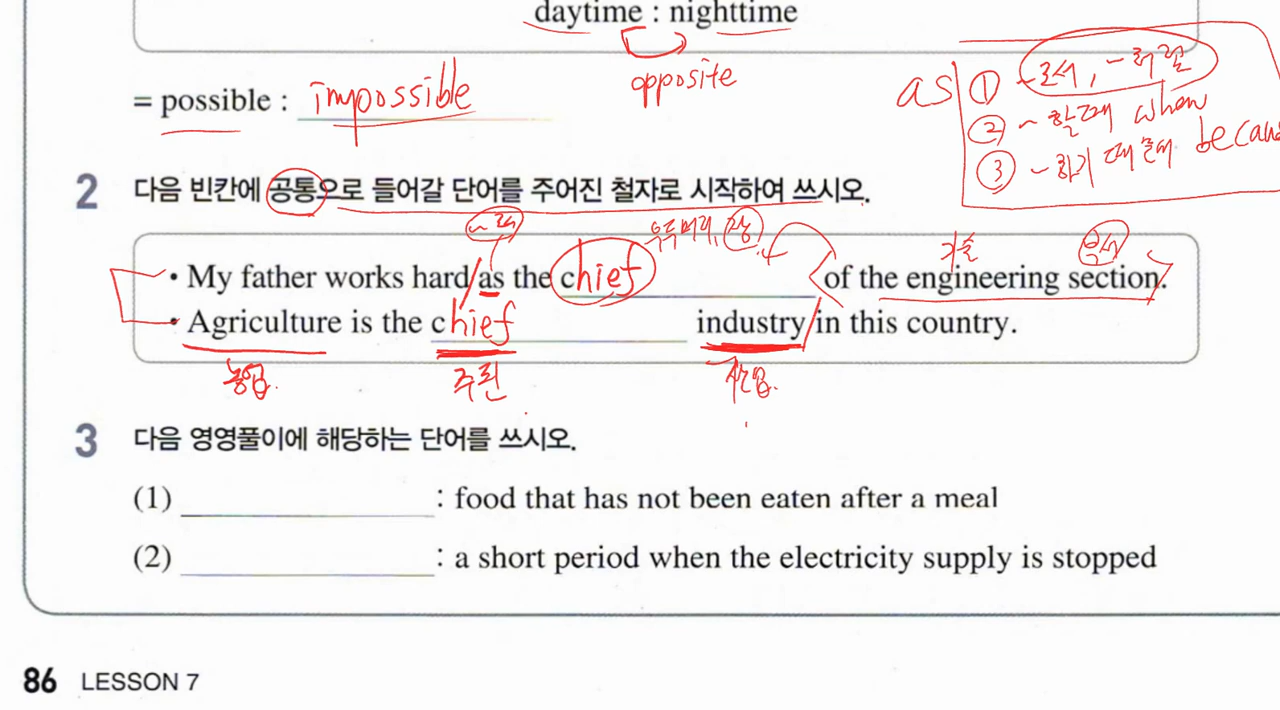 daytime : nighttime
opposite
= possible : impossible
as ① ~로서, ~처럼
② ~할때 when
③ ~하기 때문에
2 다음 빈칸에 공통으로 들어갈 단어를 주어진 철자로 시작하여 쓰시오.
기술
• My father works hard/as the chief of the engineering section.
• Agriculture is the chief industry/in this country.
농업. 주된 산업.
3 다음 영영풀이에 해당하는 단어를 쓰시오.
(1) : food that has not been eaten after a meal
(2) : a short period when the electricity supply is stopped
86 LESSON 7